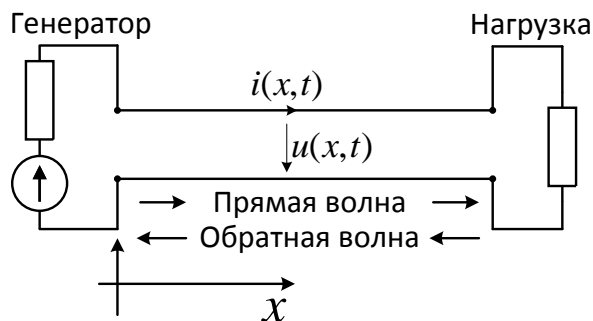 Генератор
Нагрузка
i(x,t)
u(x,t)
Прямая волна
Обратная волна
x